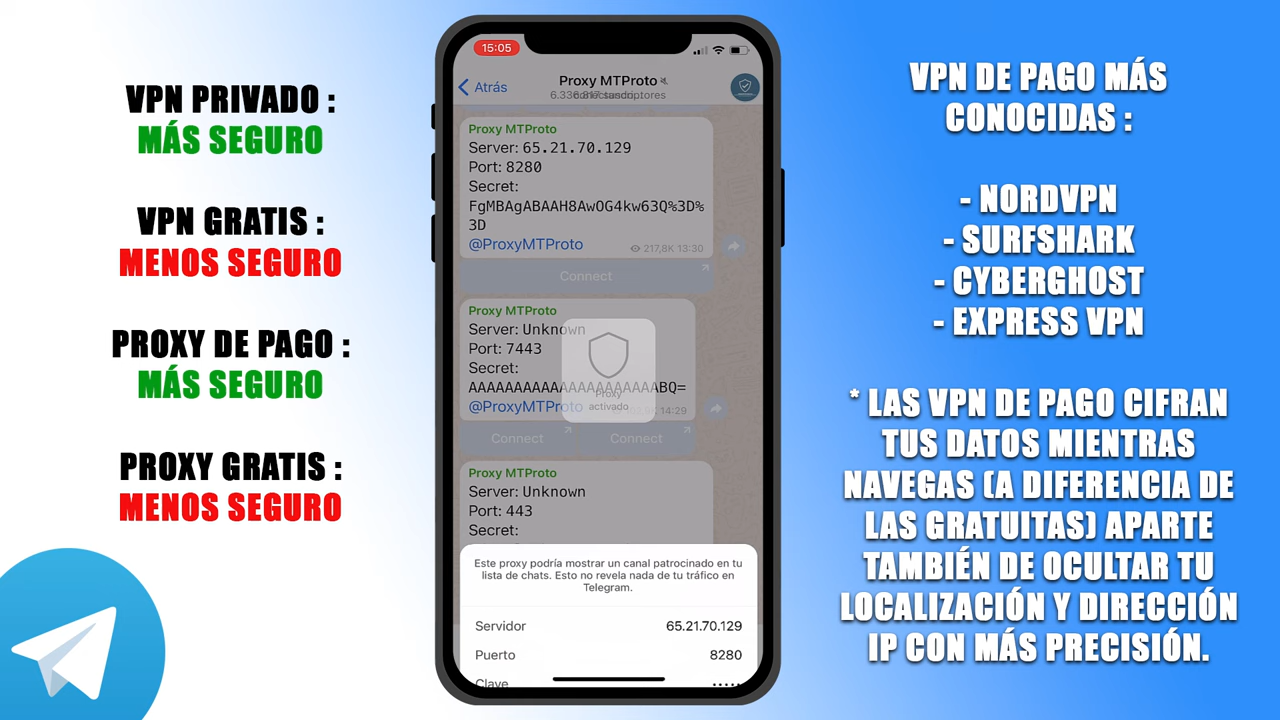 VPN PRIVADO :
MÁS SEGURO
VPN GRATIS :
MENOS SEGURO
PROXY DE PAGO :
MÁS SEGURO
PROXY GRATIS :
MENOS SEGURO
15:05
Atrás
Proxy MTProto
Proxy MTProto
Server: 65.21.70.129
Port: 8280
Secret:
FgMBAgABAAH8AwOG4kw63Q%3D%
3D
@ProxyMTProto 217,8K 13:30
Connect
Proxy MTProto
Server: Unknown
Port: 7443
Secret:
@ProxyMTProto 14:29
Proxy
activado
Connect Connect
Proxy MTProto
Server: Unknown
Port: 443
Secret:
Este proxy podría mostrar un canal patrocinado en tu
lista de chats. Esto no revela nada de tu tráfico en
Telegram.
Servidor 65.21.70.129
Puerto 8280
Clave
VPN DE PAGO MÁS
CONOCIDAS :
- NORDVPN
- SURFSHARK
- CYBERGHOST
- EXPRESS VPN
* LAS VPN DE PAGO CIFRAN
TUS DATOS MIENTRAS
NAVEGAS (A DIFERENCIA DE
LAS GRATUITAS) APARTE
TAMBIÉN DE OCULTAR TU
LOCALIZACIÓN Y DIRECCIÓN
IP CON MÁS PRECISIÓN.